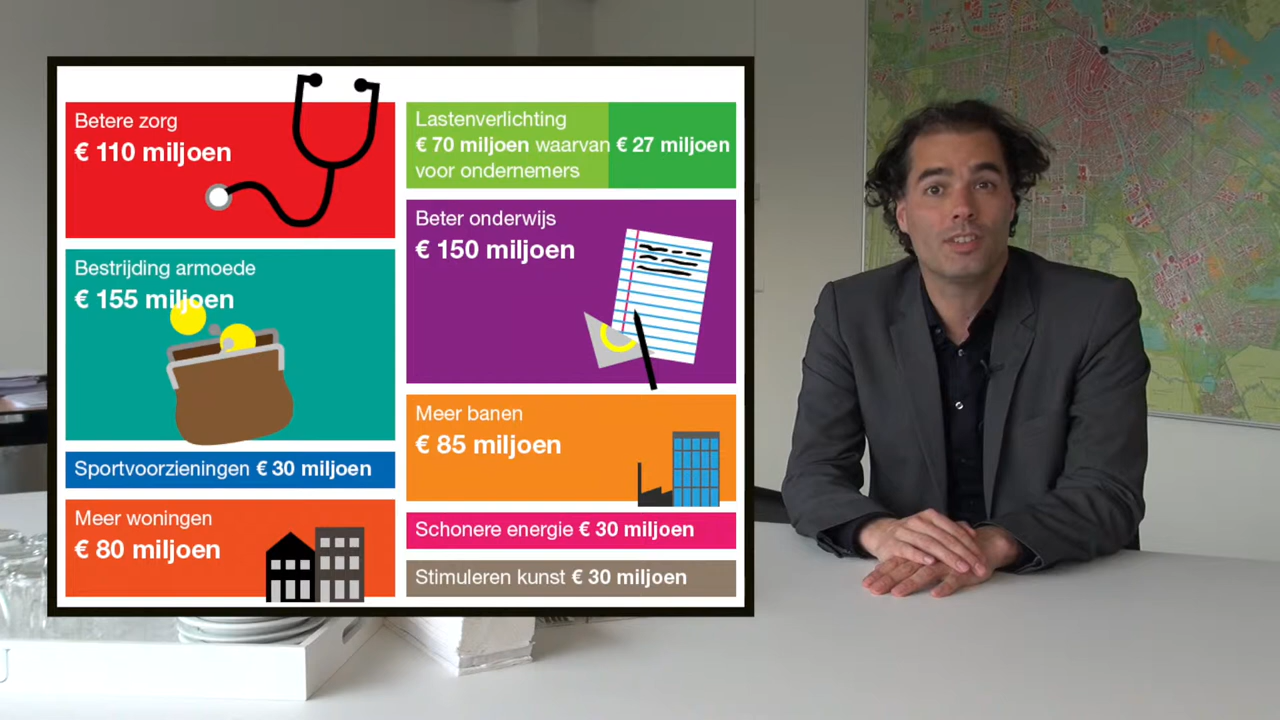 Betere zorg
€ 110 miljoen
Bestrijding armoede
€ 155 miljoen
Sportvoorzieningen € 30 miljoen
Meer woningen
€ 80 miljoen
Lastenverlichting
€ 70 miljoen waarvan € 27 miljoen
voor ondernemers
Beter onderwijs
€ 150 miljoen
Meer banen
€ 85 miljoen
Schonere energie € 30 miljoen
Stimuleren kunst € 30 miljoen